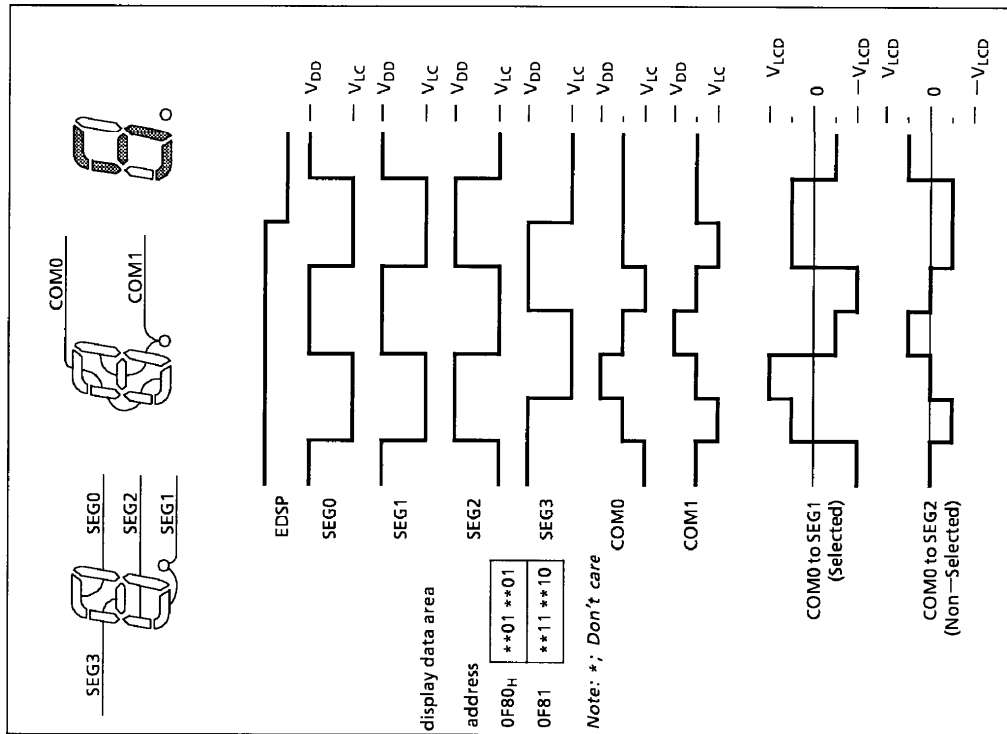 SEG3
SEG0
SEG2
SEG1
COM0
COM1
display data area
address
0F80H **01 **01
0F81 **11 **10
Note: *; Don't care
EDSP
SEG0
VDD
VLC
SEG1
VDD
VLC
SEG2
VDD
VLC
SEG3
VDD
VLC
COM0
VDD
VLC
COM1
VDD
VLC
COM0 to SEG1
(Selected)
VLCD
0
—VLCD
COM0 to SEG2
(Non—Selected)
VLCD
0
—VLCD